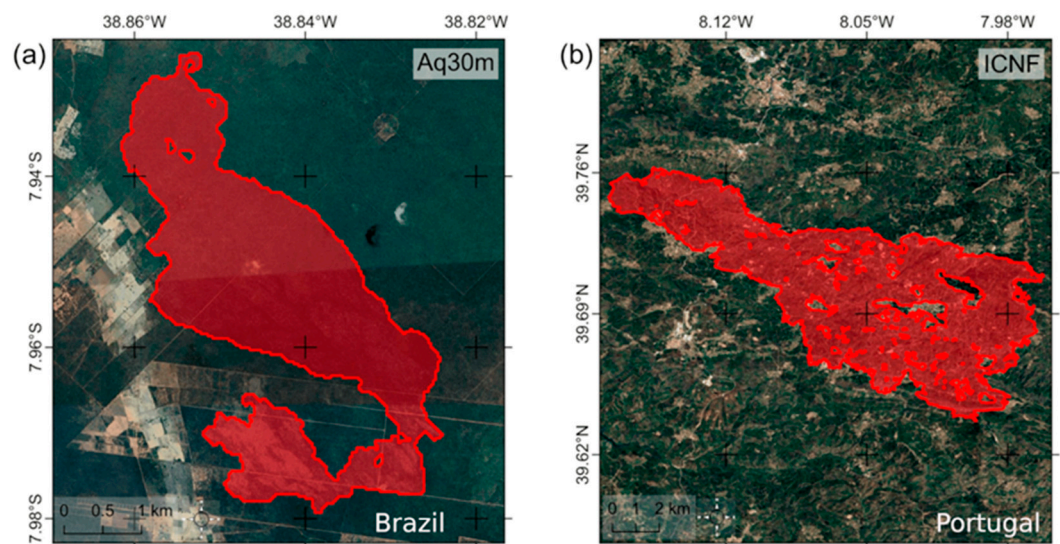 38.86°W 38.84°W 38.82°W
(a)
Aq30m
7.94°S
7.96°S
7.98°S
0 0.5 1 km
Brazil
8.12°W 8.05°W 7.98°W
(b)
ICNF
39.76°N
39.69°N
39.62°N
0 1 2 km
Portugal